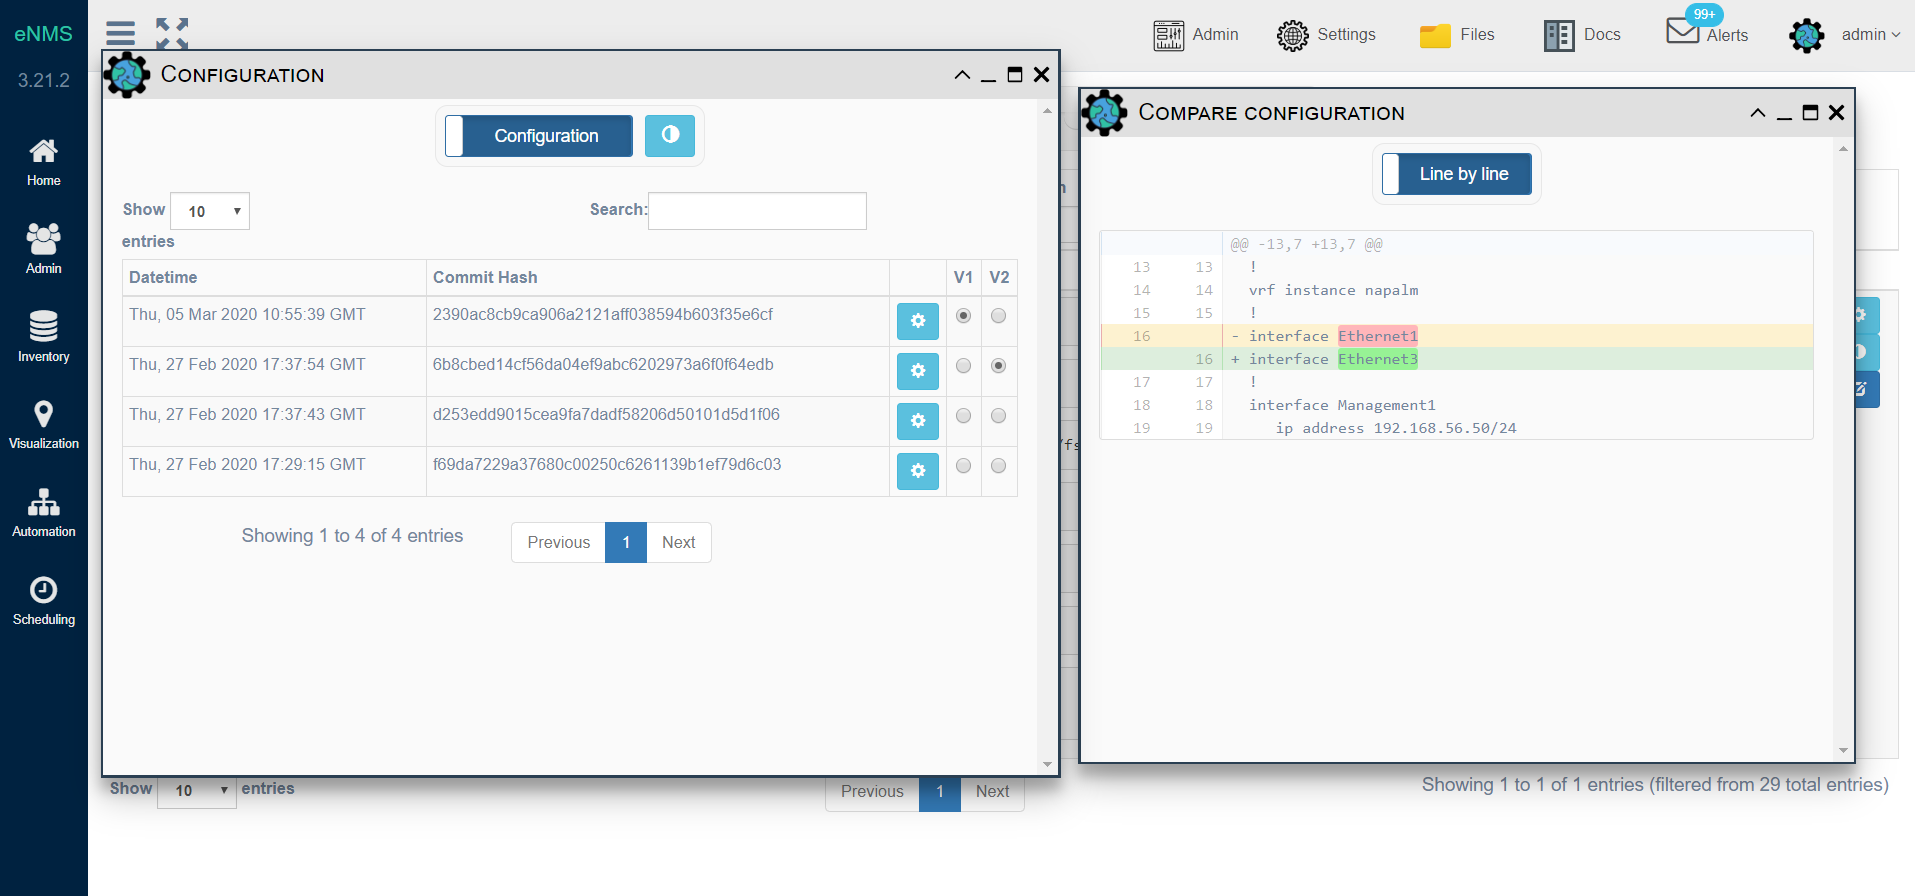 eNMS
3.21.2
Home
Admin
Inventory
Visualization
Automation
Scheduling
Admin
Settings
Files
Docs
99+
Alerts
admin
Configuration
Configuration
Show 10 entries
Search:
Datetime Commit Hash V1 V2
Thu, 05 Mar 2020 10:55:39 GMT 2390ac8cb9ca906a2121aff038594b603f35e6cf
Thu, 27 Feb 2020 17:37:54 GMT 6b8cbed14cf56da04ef9abc6202973a6f0f64edb
Thu, 27 Feb 2020 17:37:43 GMT d253edd9015cea9fa7dadf58206d50101d5d1f06
Thu, 27 Feb 2020 17:29:15 GMT f69da7229a37680c00250c6261139b1ef79d6c03
Showing 1 to 4 of 4 entries
Previous 1 Next
Compare configuration
Line by line
@@ -13,7 +13,7 @@
13 13 !
14 14 vrf instance napalm
15 15 !
16 - interface Ethernet1
16 + interface Ethernet3
17 17 !
18 18 interface Management1
19 19 ip address 192.168.56.50/24
/fs
Show 10 entries
Previous 1 Next
Showing 1 to 1 of 1 entries (filtered from 29 total entries)